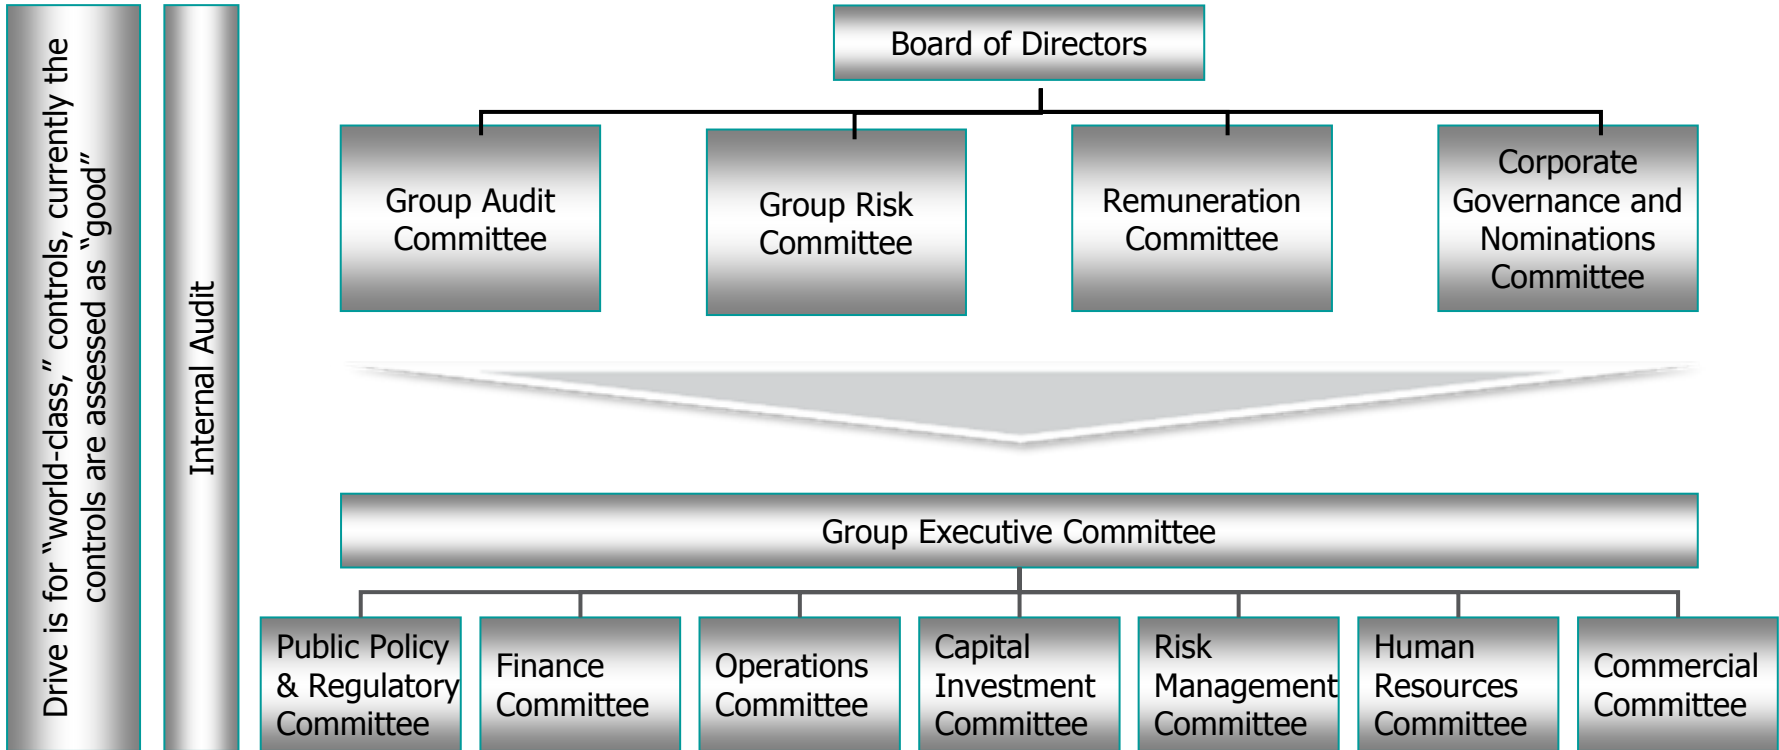 Drive is for “world-class,” controls, currently the
controls are assessed as “good”
Internal Audit
Board of Directors
Group Audit
Committee
Group Risk
Committee
Remuneration
Committee
Corporate
Governance and
Nominations
Committee
Group Executive Committee
Public Policy
& Regulatory
Committee
Finance
Committee
Operations
Committee
Capital
Investment
Committee
Risk
Management
Committee
Human
Resources
Committee
Commercial
Committee